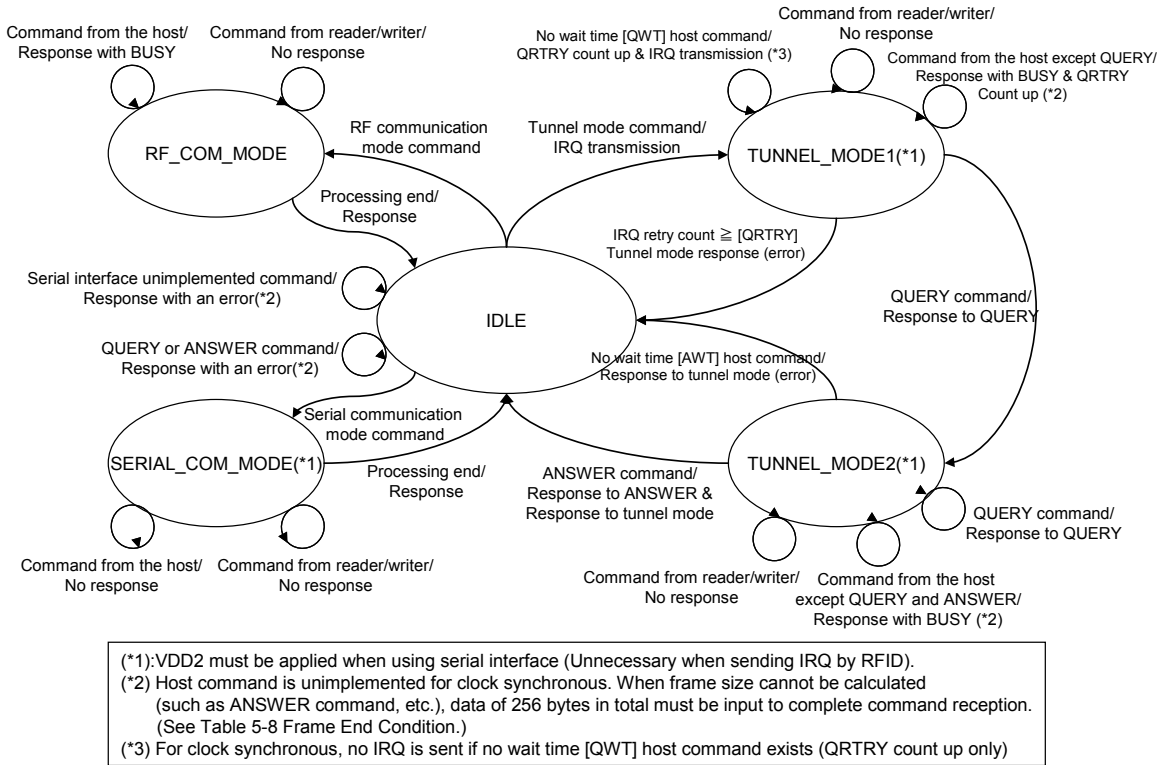 Command from the host/
Response with BUSY
Command from reader/writer/
No response
RF_COM_MODE
RF communication
mode command
Processing end/
Response
No wait time [QWT] host command/
QRTRY count up & IRQ transmission (*3)
Command from reader/writer/
No response
Command from the host except QUERY/
Response with BUSY & QRTRY
Count up (*2)
Tunnel mode command/
IRQ transmission
TUNNEL_MODE1(*1)
IRQ retry count ≧ [QRTRY]
Tunnel mode response (error)
Serial interface unimplemented command/
Response with an error(*2)
IDLE
QUERY command/
Response to QUERY
QUERY or ANSWER command/
Response with an error(*2)
No wait time [AWT] host command/
Response to tunnel mode (error)
Serial communication
mode command
SERIAL_COM_MODE(*1)
Processing end/
Response
ANSWER command/
Response to ANSWER &
Response to tunnel mode
TUNNEL_MODE2(*1)
QUERY command/
Response to QUERY
Command from the host/
No response
Command from reader/writer/
No response
Command from reader/writer/
No response
Command from the host
except QUERY and ANSWER/
Response with BUSY (*2)
(*1):VDD2 must be applied when using serial interface (Unnecessary when sending IRQ by RFID).
(*2) Host command is unimplemented for clock synchronous. When frame size cannot be calculated
(such as ANSWER command, etc.), data of 256 bytes in total must be input to complete command reception.
(See Table 5-8 Frame End Condition.)
(*3) For clock synchronous, no IRQ is sent if no wait time [QWT] host command exists (QRTRY count up only)